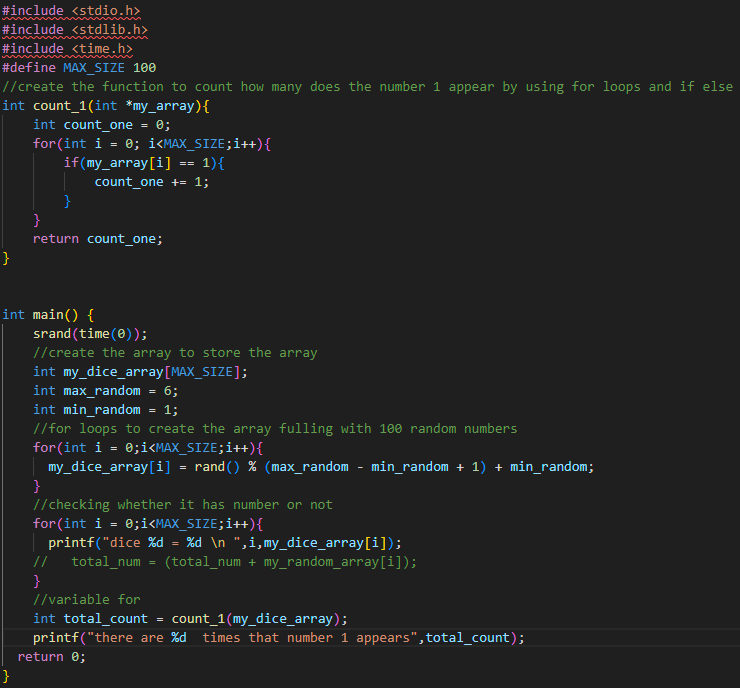 #include <stdio.h>
#include <stdlib.h>
#include <time.h>
#define MAX_SIZE 100
//create the function to count how many does the number 1 appear by using for loops and if else
int count_1(int *my_array){
    int count_one = 0;
    for(int i = 0; i<MAX_SIZE;i++){
        if(my_array[i] == 1){
            count_one += 1;
        }
    }
    return count_one;
}
int main() {
    srand(time(0));
    //create the array to store the array
    int my_dice_array[MAX_SIZE];
    int max_random = 6;
    int min_random = 1;
    //for loops to create the array fulling with 100 random numbers
    for(int i = 0;i<MAX_SIZE;i++){
      my_dice_array[i] = rand() % (max_random - min_random + 1) + min_random;
    }
    //checking whether it has number or not
    for(int i = 0;i<MAX_SIZE;i++){
      printf("dice %d = %d \n ",i,my_dice_array[i]);
    //   total_num = (total_num + my_random_array[i]);
    }
    //variable for
    int total_count = count_1(my_dice_array);
    printf("there are %d  times that number 1 appears",total_count);
  return 0;
}